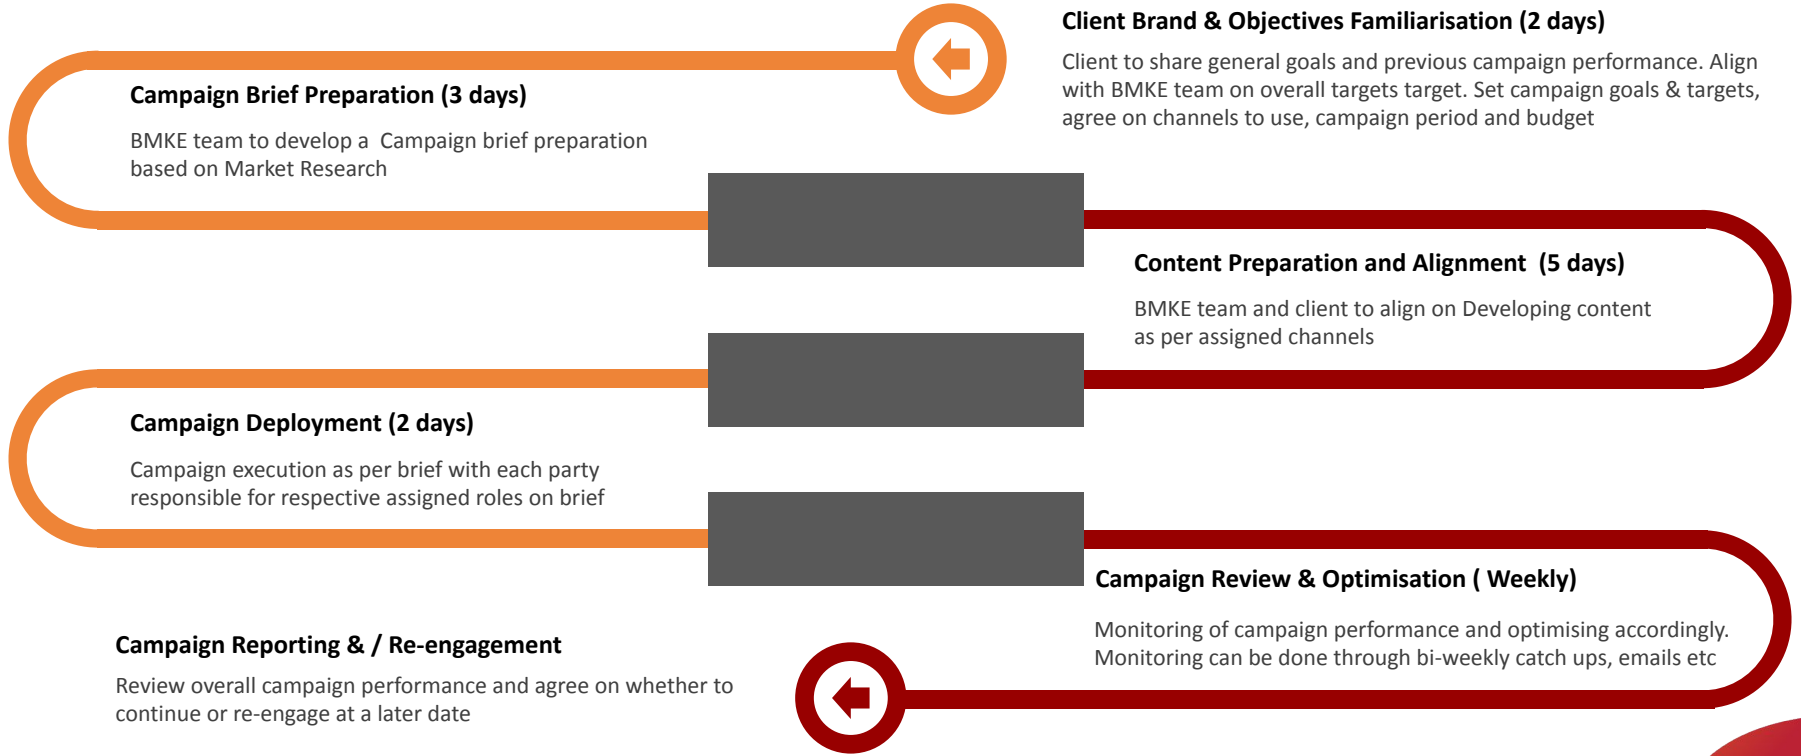 Client Brand & Objectives Familiarisation (2 days)
Client to share general goals and previous campaign performance. Align
with BMKE team on overall targets target. Set campaign goals & targets,
agree on channels to use, campaign period and budget
Campaign Brief Preparation (3 days)
BMKE team to develop a  Campaign brief preparation
based on Market Research
Content Preparation and Alignment  (5 days)
BMKE team and client to align on Developing content
as per assigned channels
Campaign Deployment (2 days)
Campaign execution as per brief with each party
responsible for respective assigned roles on brief
Campaign Review & Optimisation ( Weekly)
Monitoring of campaign performance and optimising accordingly.
Monitoring can be done through bi-weekly catch ups, emails etc
Campaign Reporting & / Re-engagement
Review overall campaign performance and agree on whether to
continue or re-engage at a later date